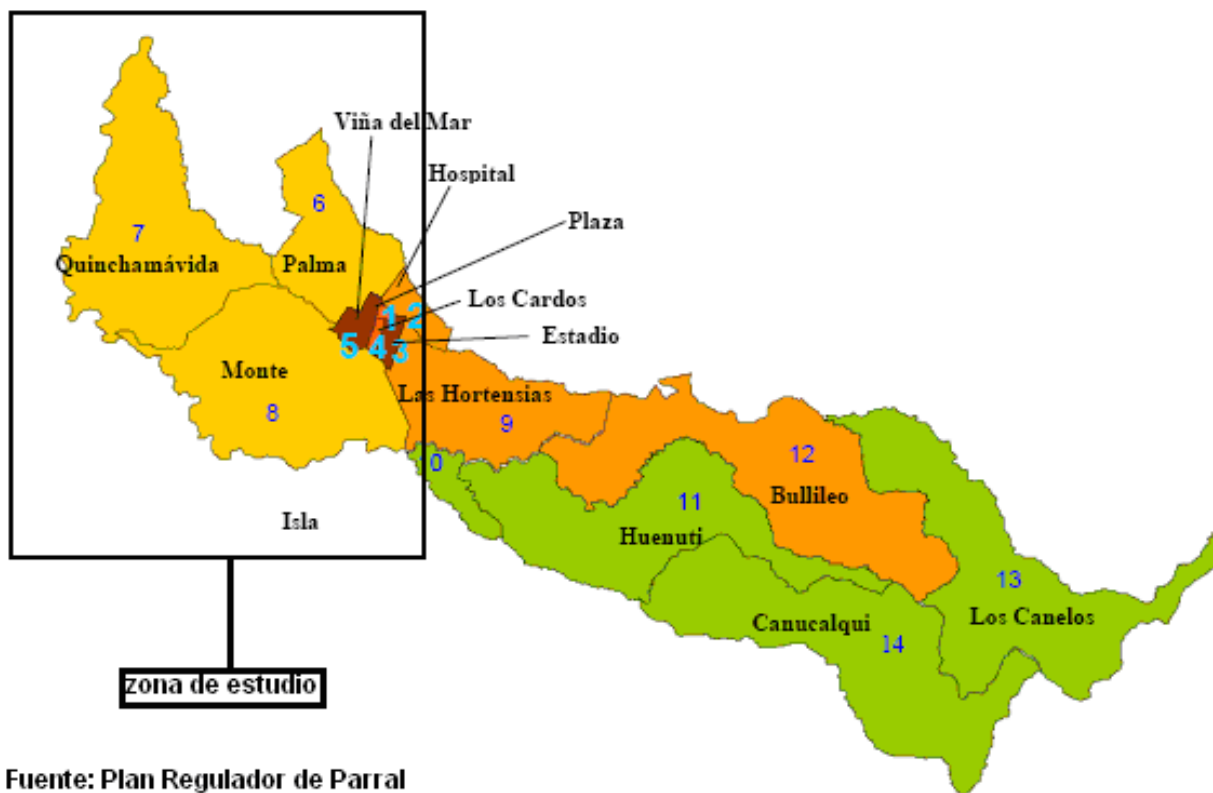 Viña del Mar
Hospital
6
Plaza
7
Quinchamávida
Palma
Los Cardos
1
2
Estadio
5
4
3
Monte
Las Hortensias
8
9
12
0
Bullileo
11
Isla
Huenuti
13
Canucalqui
Los Canelos
14
zona de estudio
Fuente: Plan Regulador de Parral